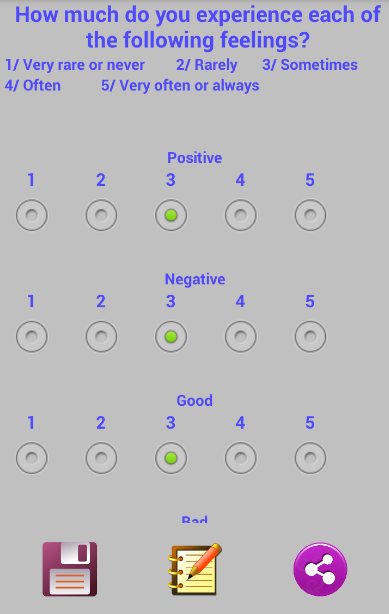 How much do you experience each of
the following feelings?
1/ Very rare or never 2/ Rarely 3/ Sometimes
4/ Often 5/ Very often or always
Positive
1 2 3 4 5
Negative
1 2 3 4 5
Good
1 2 3 4 5
Bad